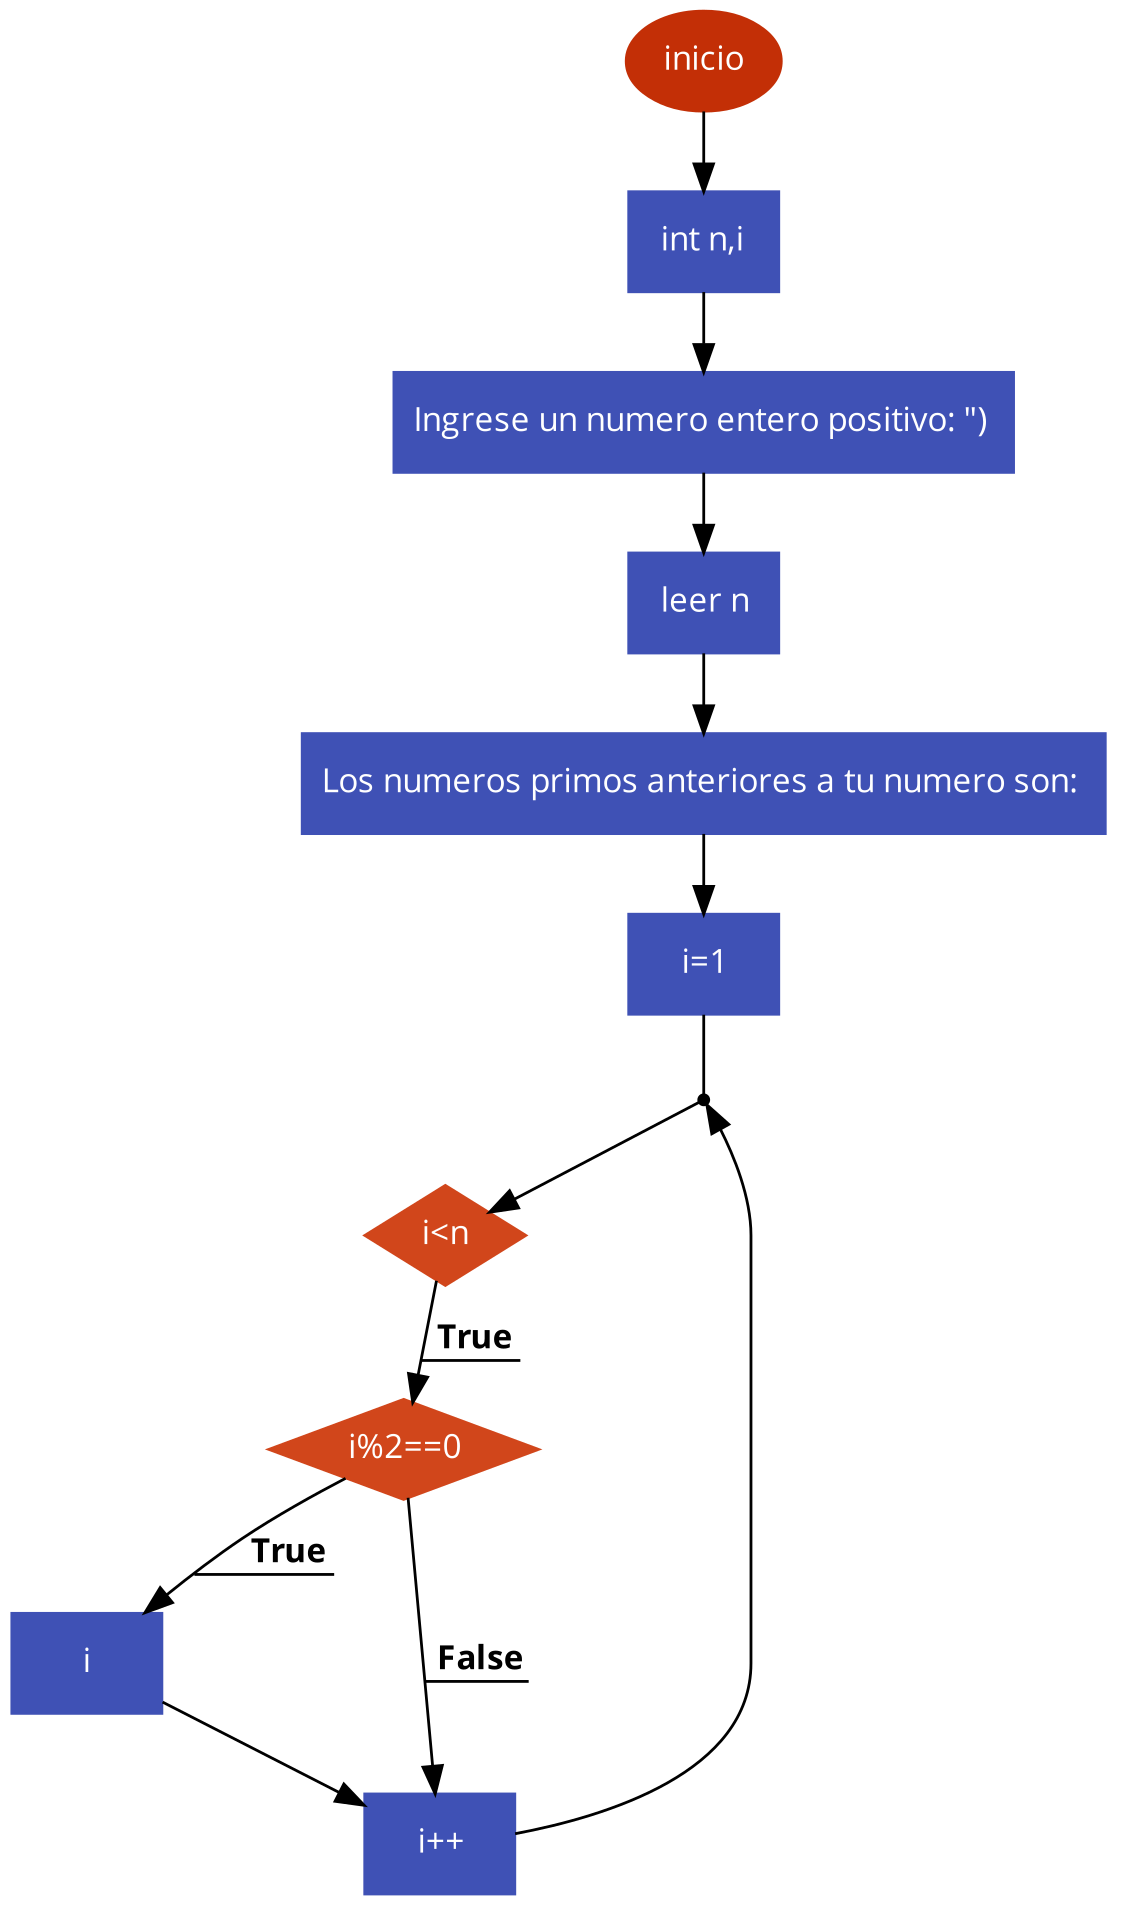 inicio
int n,i
Ingrese un numero entero positivo: ")
leer n
Los numeros primos anteriores a tu numero son:
i=1
i<n
True
i%2==0
True
i
False
i++